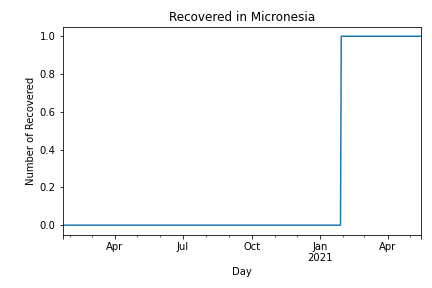 Recovered in Micronesia
Number of Recovered
1.0
0.8
0.6
0.4
0.2
0.0
Apr Jul Oct Jan Apr
2021
Day